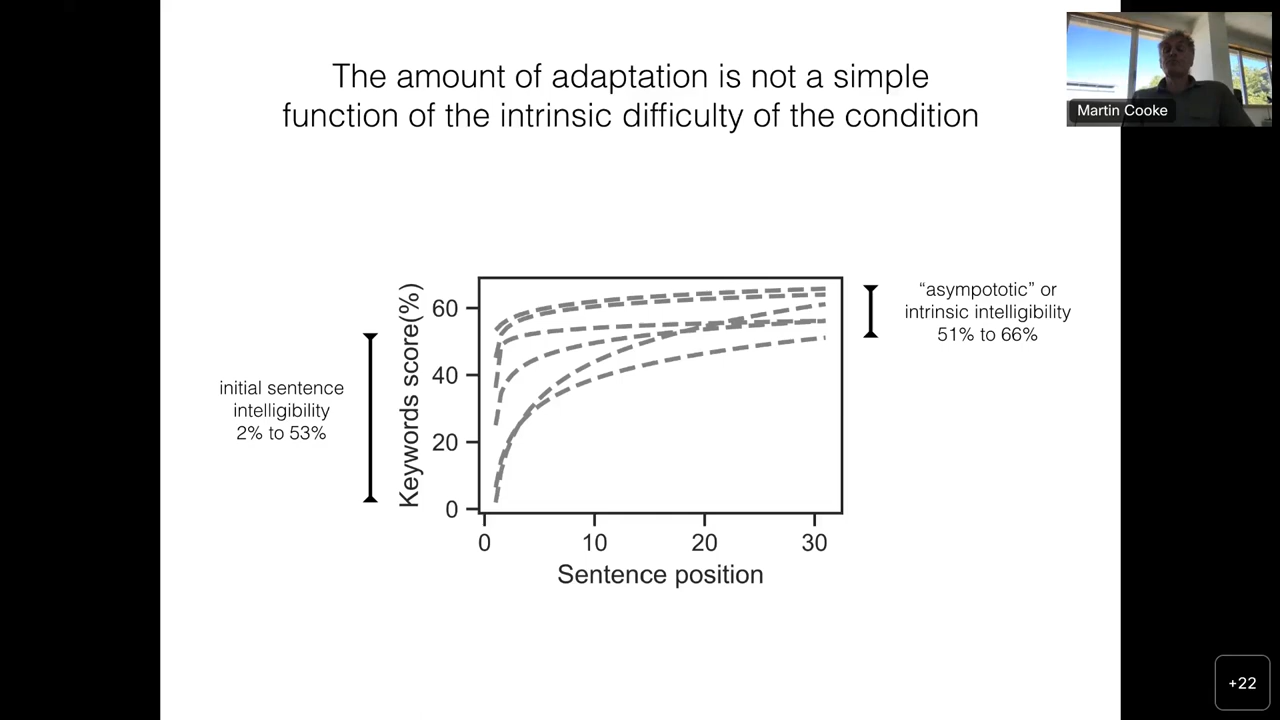 The amount of adaptation is not a simple
function of the intrinsic difficulty of the condition
Martin Cooke
initial sentence
intelligibility
2% to 53%
Keywords score(%)
60
40
20
0
0 10 20 30
Sentence position
“asympototic” or
intrinsic intelligibility
51% to 66%
+22